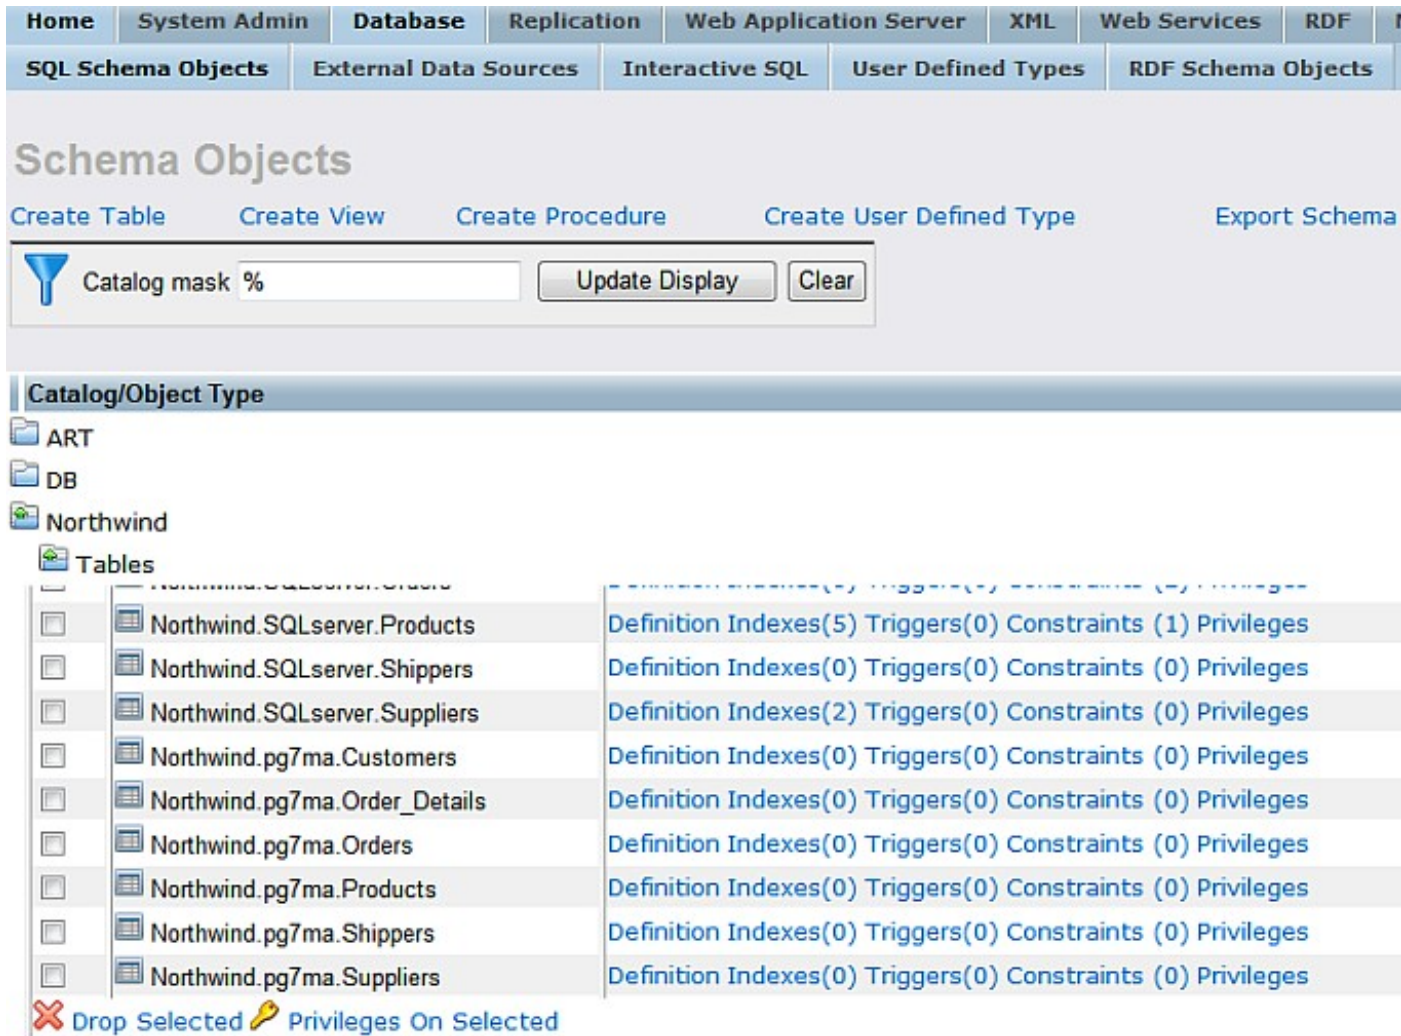 Home System Admin Database Replication Web Application Server XML Web Services RDF
SQL Schema Objects External Data Sources Interactive SQL User Defined Types RDF Schema Objects
Schema Objects
Create Table Create View Create Procedure Create User Defined Type Export Schema
Catalog mask % Update Display Clear
Catalog/Object Type
ART
DB
Northwind
Tables
Northwind.SQLserver.Products Definition Indexes(5) Triggers(0) Constraints (1) Privileges
Northwind.SQLserver.Shippers Definition Indexes(0) Triggers(0) Constraints (0) Privileges
Northwind.SQLserver.Suppliers Definition Indexes(2) Triggers(0) Constraints (0) Privileges
Northwind.pg7ma.Customers Definition Indexes(0) Triggers(0) Constraints (0) Privileges
Northwind.pg7ma.Order_Details Definition Indexes(0) Triggers(0) Constraints (0) Privileges
Northwind.pg7ma.Orders Definition Indexes(0) Triggers(0) Constraints (0) Privileges
Northwind.pg7ma.Products Definition Indexes(0) Triggers(0) Constraints (0) Privileges
Northwind.pg7ma.Shippers Definition Indexes(0) Triggers(0) Constraints (0) Privileges
Northwind.pg7ma.Suppliers Definition Indexes(0) Triggers(0) Constraints (0) Privileges
Drop Selected Privileges On Selected